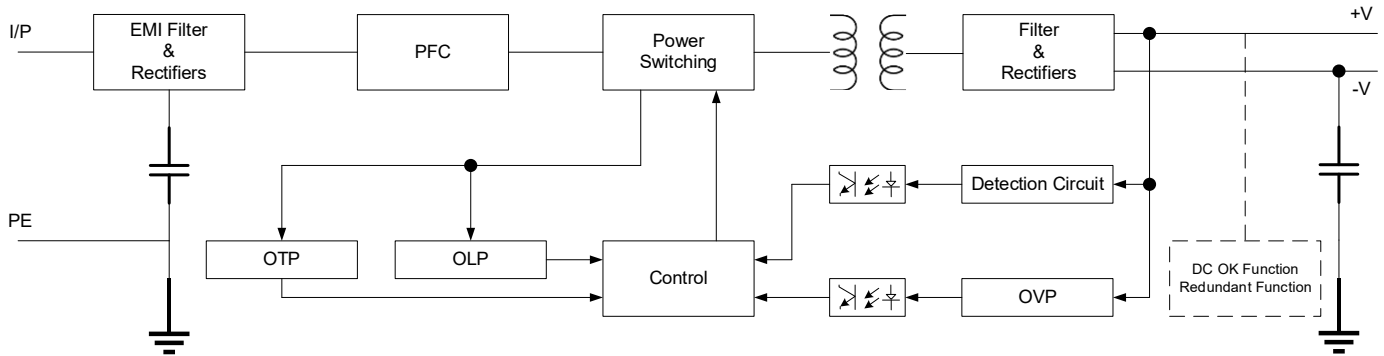 I/P
EMI Filter
&
Rectifiers
PFC
Power
Switching
Filter
&
Rectifiers
+V
-V
PE
OTP
OLP
Control
Detection Circuit
OVP
DC OK Function
Redundant Function